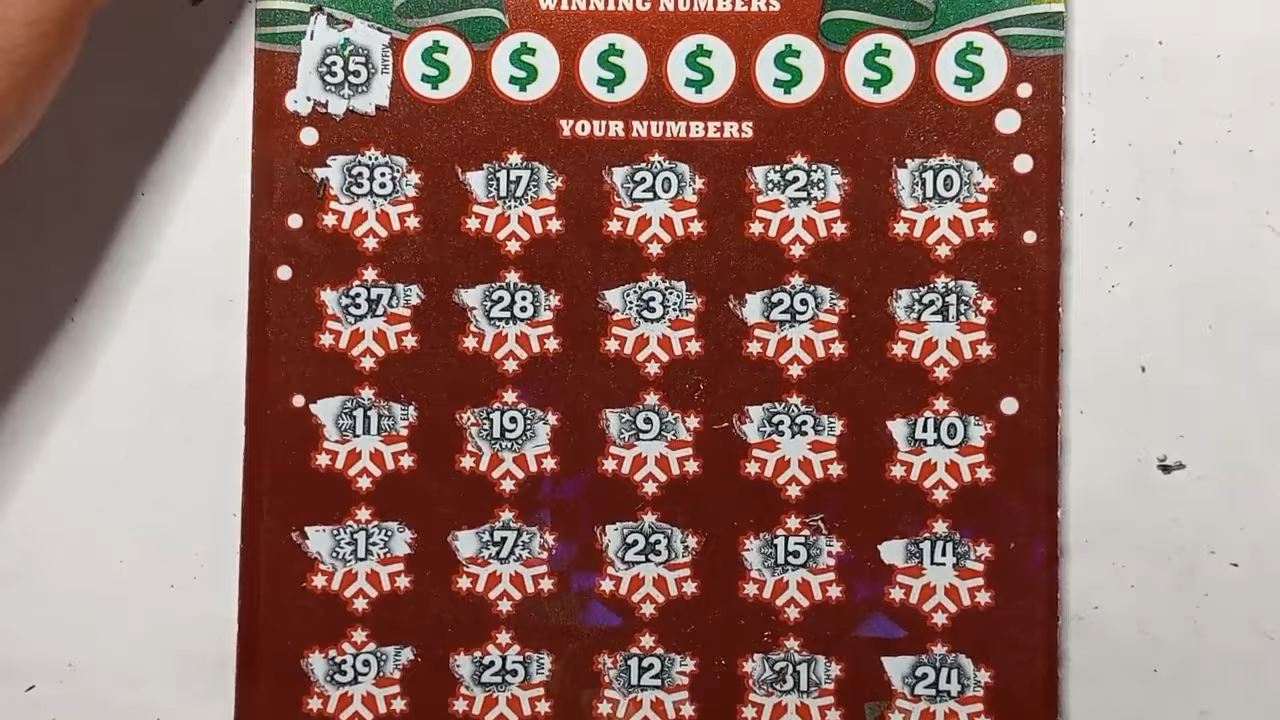 WINNING NUMBERS
35 THYFIV $ $ $ $ $ $ $
YOUR NUMBERS
38 17 20 2 10
37 28 3 29 21
11 19 9 33 40
1 7 23 15 14
39 25 12 31 24